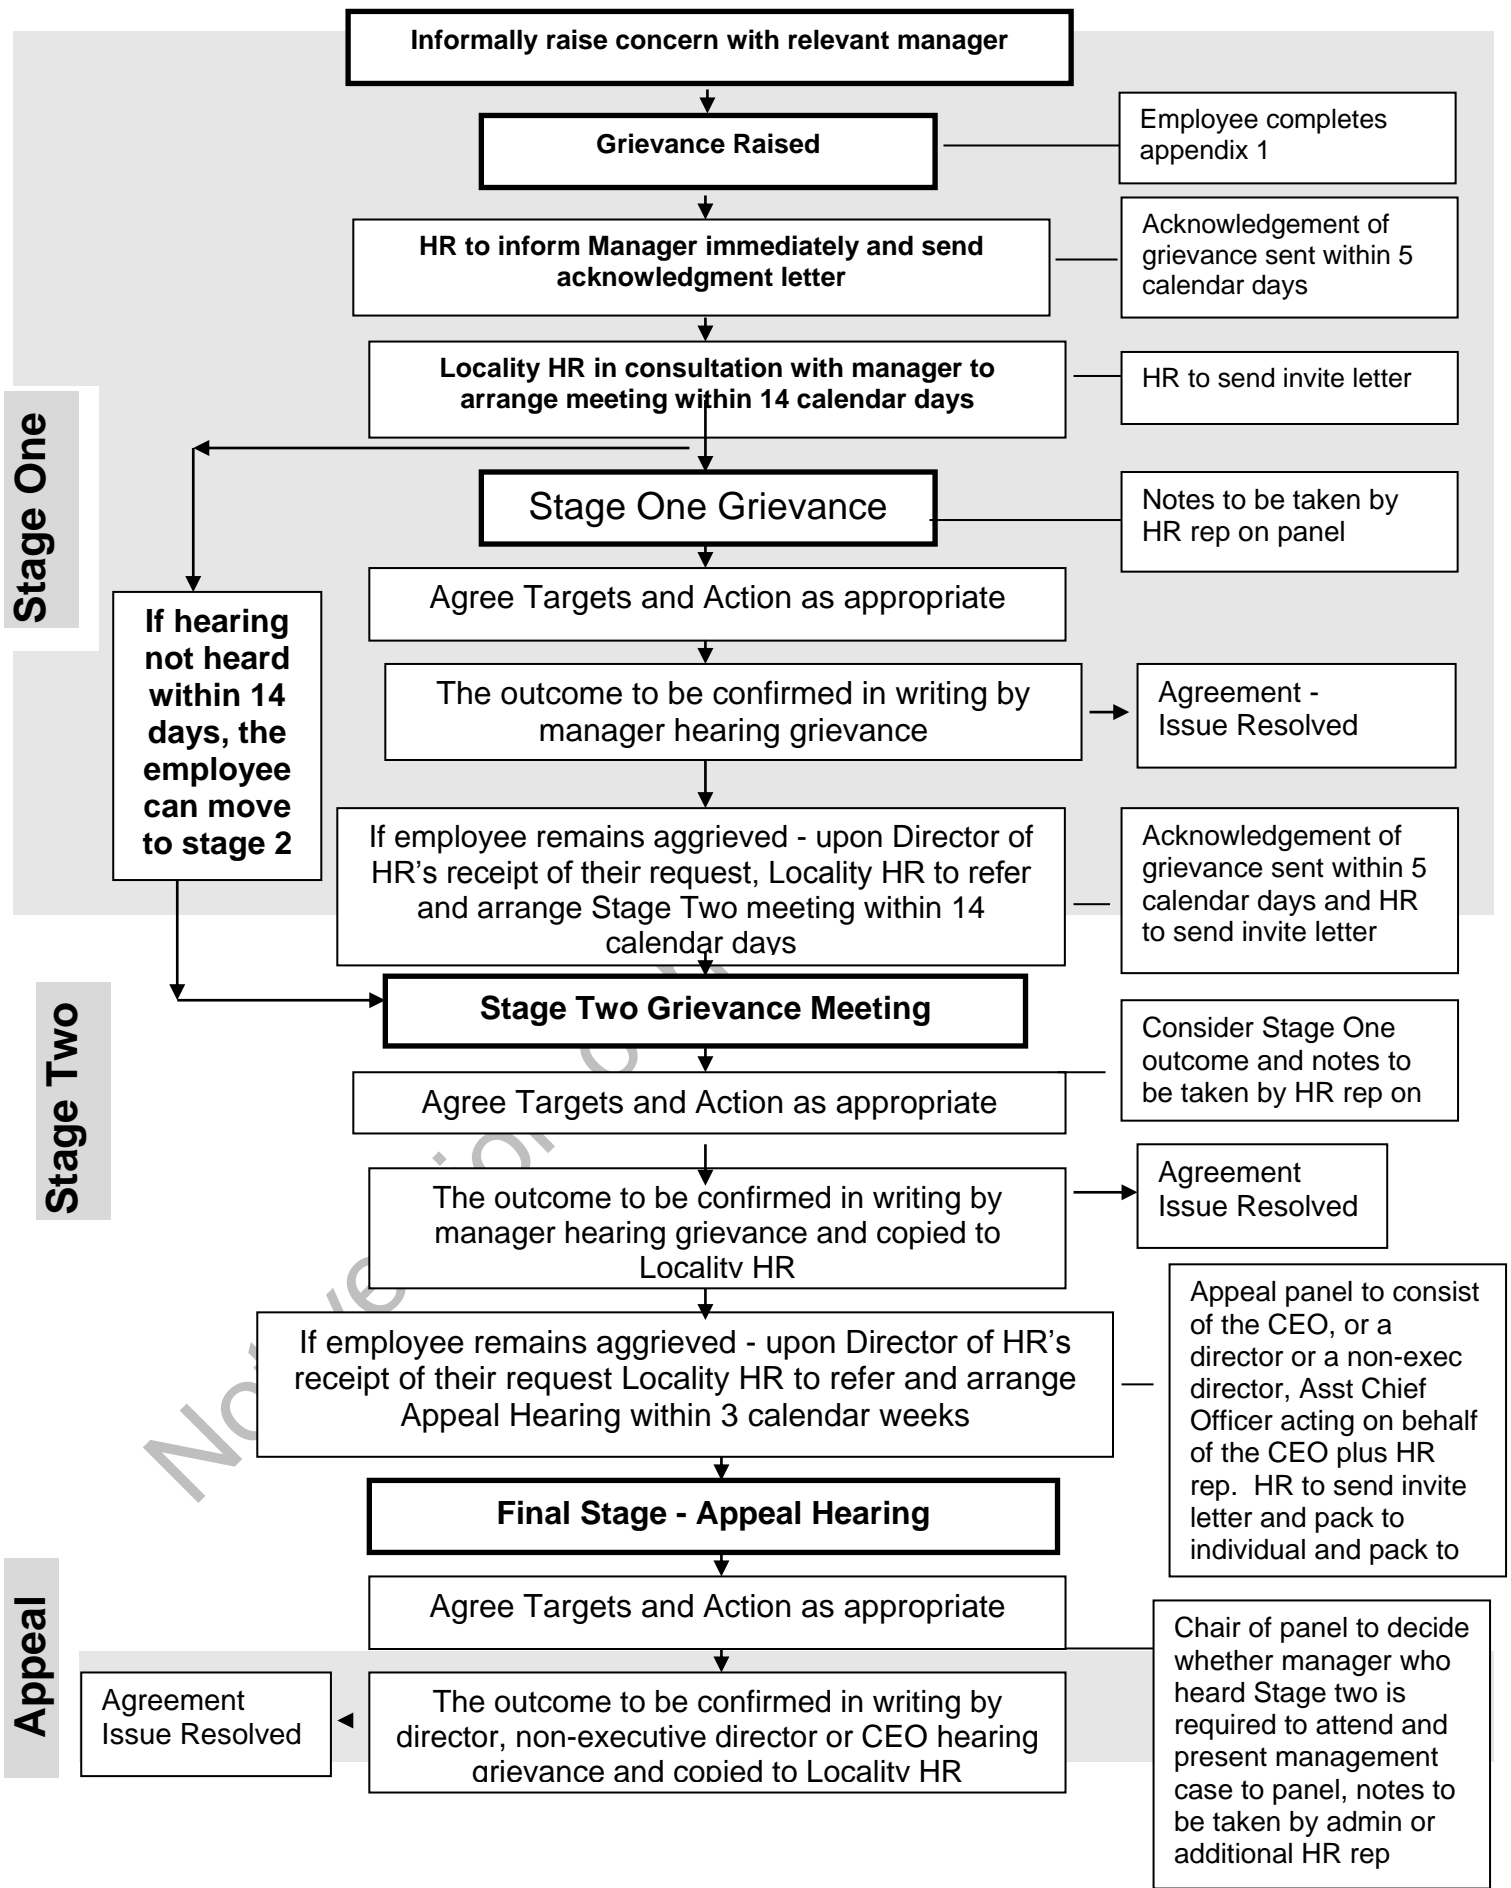 Informally raise concern with relevant manager
Grievance Raised
Employee completes
appendix 1
HR to inform Manager immediately and send
acknowledgment letter
Acknowledgement of
grievance sent within 5
calendar days
Locality HR in consultation with manager to
arrange meeting within 14 calendar days
HR to send invite letter
Stage One
Stage One Grievance
Notes to be taken by
HR rep on panel
If hearing
not heard
within 14
days, the
employee
can move
to stage 2
Agree Targets and Action as appropriate
The outcome to be confirmed in writing by
manager hearing grievance
Agreement -
Issue Resolved
If employee remains aggrieved - upon Director of
HR's receipt of their request, Locality HR to refer
and arrange Stage Two meeting within 14
calendar days
Acknowledgement of
grievance sent within 5
calendar days and HR
to send invite letter
Stage Two
Stage Two Grievance Meeting
Consider Stage One
outcome and notes to
be taken by HR rep on
Agree Targets and Action as appropriate
The outcome to be confirmed in writing by
manager hearing grievance and copied to
Locality HR
Agreement
Issue Resolved
If employee remains aggrieved - upon Director of HR's
receipt of their request Locality HR to refer and arrange
Appeal Hearing within 3 calendar weeks
Appeal panel to consist
of the CEO, or a
director or a non-exec
director, Asst Chief
Officer acting on behalf
of the CEO plus HR
rep.  HR to send invite
letter and pack to
individual and pack to
Final Stage - Appeal Hearing
Appeal
Agree Targets and Action as appropriate
Agreement
Issue Resolved
The outcome to be confirmed in writing by
director, non-executive director or CEO hearing
grievance and copied to Locality HR
Chair of panel to decide
whether manager who
heard Stage two is
required to attend and
present management
case to panel, notes to
be taken by admin or
additional HR rep